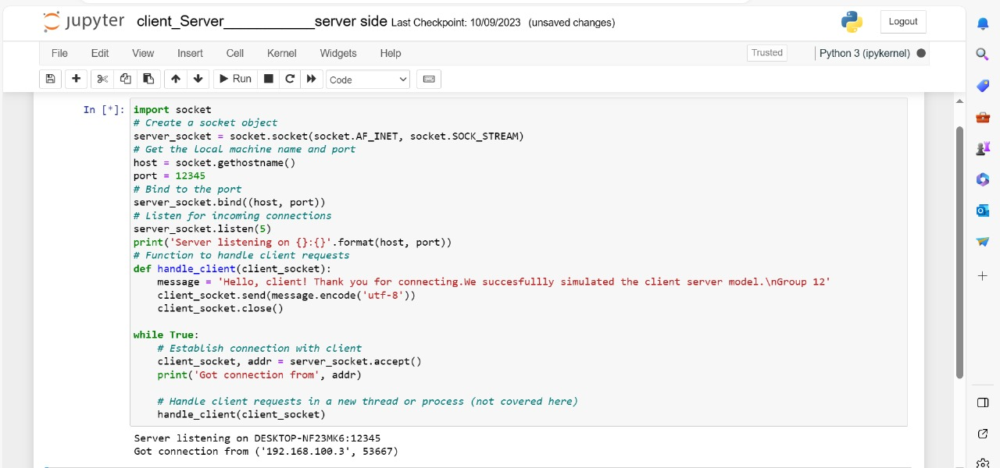 jupyter client_Server____________server side Last Checkpoint: 10/09/2023 (unsaved changes) Logout
File Edit View Insert Cell Kernel Widgets Help Trusted Python 3 (ipykernel)
Run Code
In [*]: import socket
# Create a socket object
server_socket = socket.socket(socket.AF_INET, socket.SOCK_STREAM)
# Get the local machine name and port
host = socket.gethostname()
port = 12345
# Bind to the port
server_socket.bind((host, port))
# Listen for incoming connections
server_socket.listen(5)
print('Server listening on {}:{}'.format(host, port))
# Function to handle client requests
def handle_client(client_socket):
    message = 'Hello, client! Thank you for connecting.We succesfullly simulated the client server model.\nGroup 12'
    client_socket.send(message.encode('utf-8'))
    client_socket.close()
while True:
    # Establish connection with client
    client_socket, addr = server_socket.accept()
    print('Got connection from', addr)
    # Handle client requests in a new thread or process (not covered here)
    handle_client(client_socket)
Server listening on DESKTOP-NF23MK6:12345
Got connection from ('192.168.100.3', 53667)